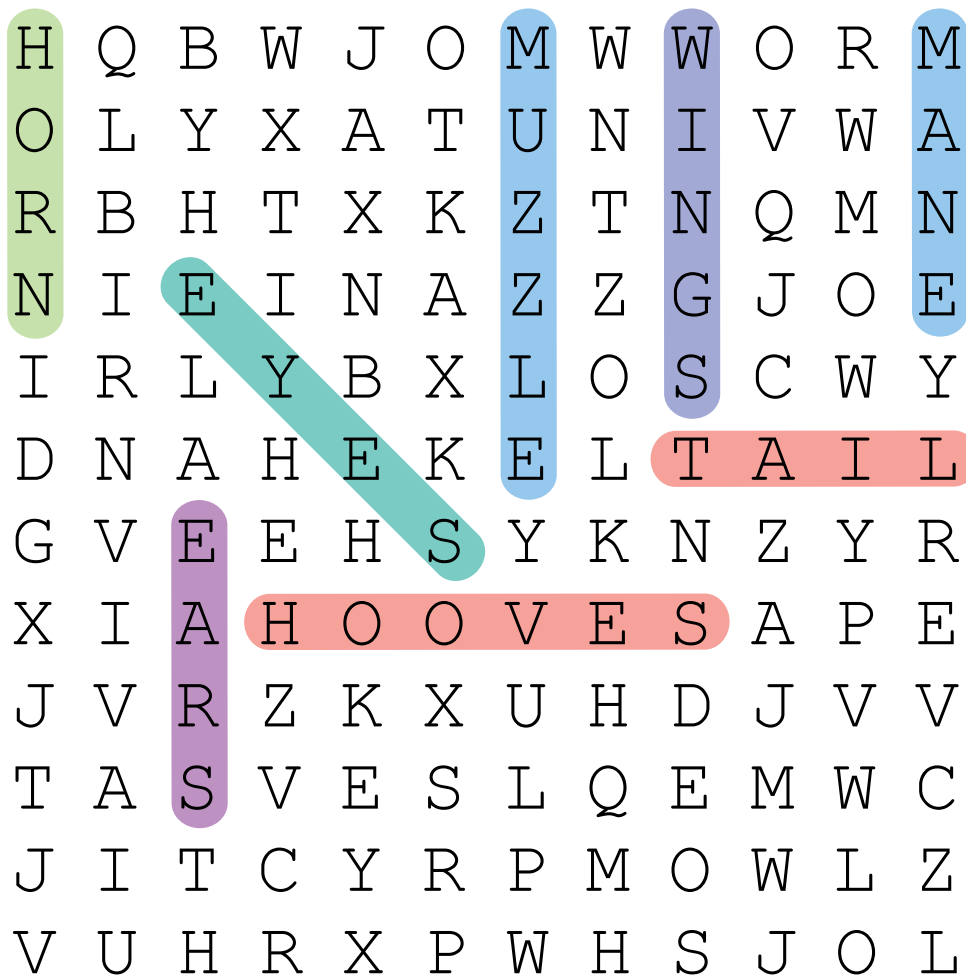 H Q B W J O M W W O R M
O L Y X A T U N I V W A
R B H T X K Z T N Q M N
N I E I N A Z Z G J O E
I R L Y B X L O S C W Y
D N A H E K E L T A I L
G V E E H S Y K N Z Y R
X I A H O O V E S A P E
J V R Z K X U H D J V V
T A S V E S L Q E M W C
J I T C Y R P M O W L Z
V U H R X P W H S J O L